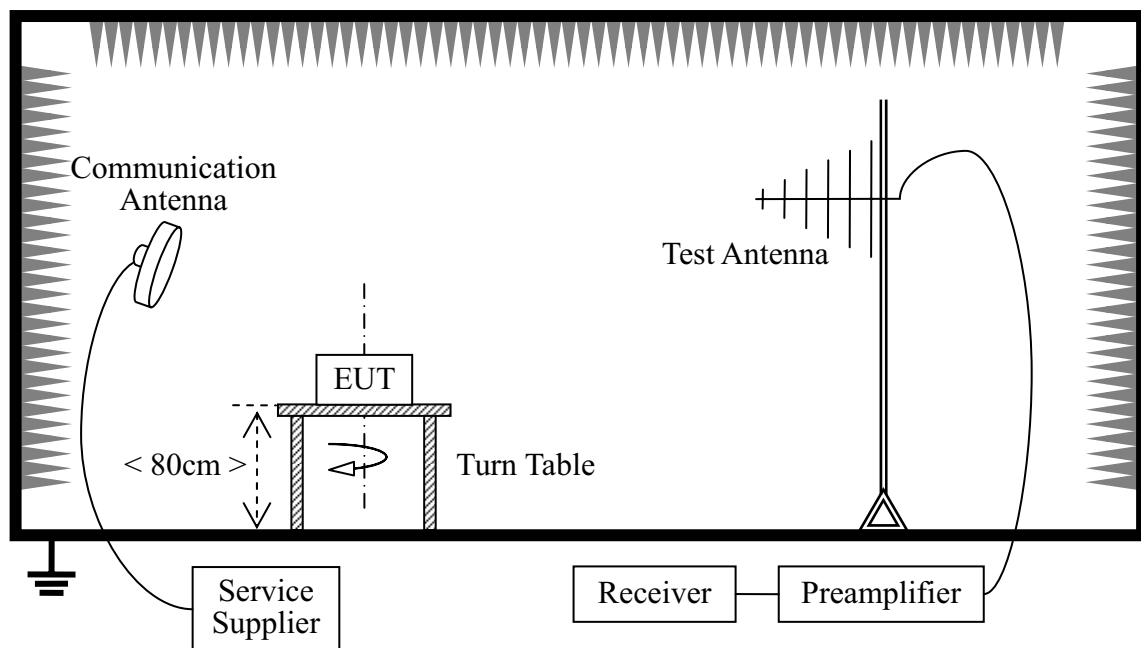 Communication
Antenna
Test Antenna
EUT
< 80cm >
Turn Table
Service
Supplier
Receiver
Preamplifier